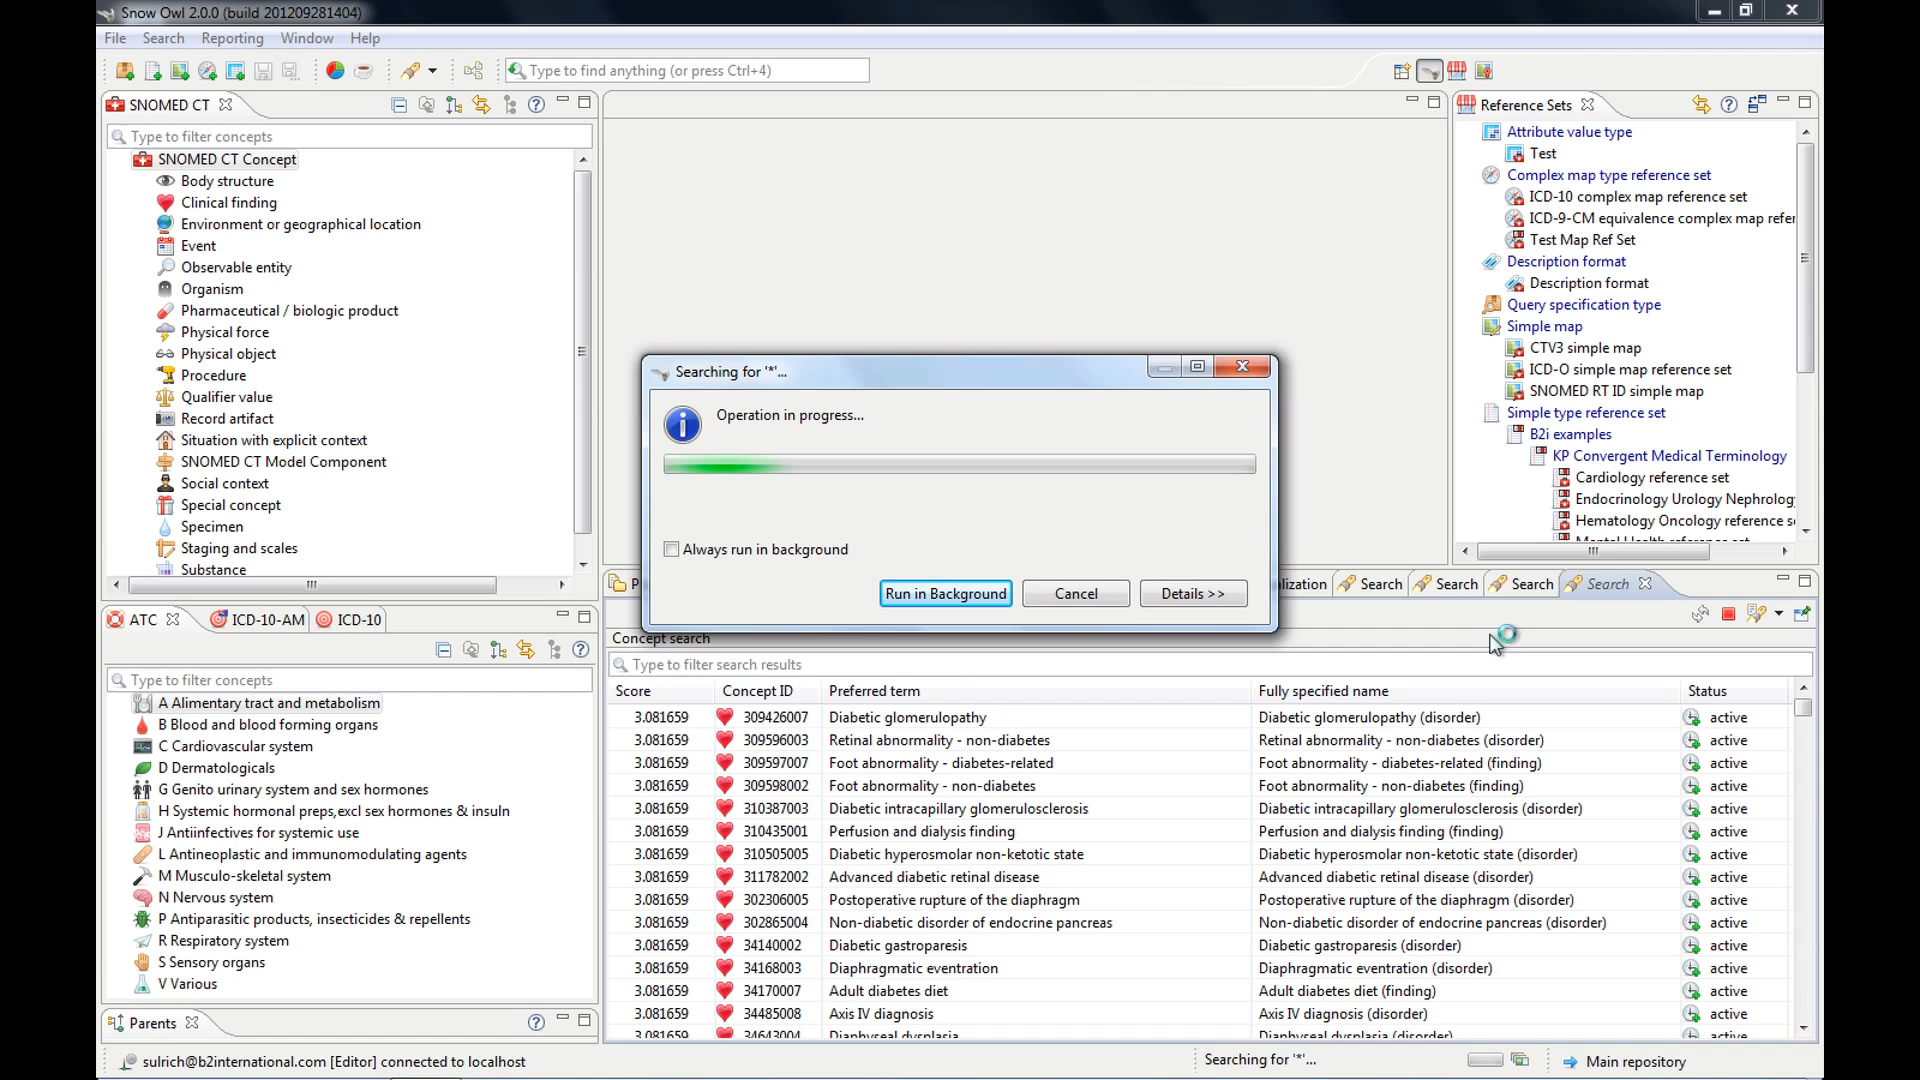 Snow Owl 2.0.0 (build 201209281404)
File Search Reporting Window Help
Type to find anything (or press Ctrl+4)
SNOMED CT
Type to filter concepts
SNOMED CT Concept
Body structure
Clinical finding
Environment or geographical location
Event
Observable entity
Organism
Pharmaceutical / biologic product
Physical force
Physical object
Procedure
Qualifier value
Record artifact
Situation with explicit context
SNOMED CT Model Component
Social context
Special concept
Specimen
Staging and scales
Substance
ATC ICD-10-AM ICD-10
Type to filter concepts
A Alimentary tract and metabolism
B Blood and blood forming organs
C Cardiovascular system
D Dermatologicals
G Genito urinary system and sex hormones
H Systemic hormonal preps,excl sex hormones & insuln
J Antiinfectives for systemic use
L Antineoplastic and immunomodulating agents
M Musculo-skeletal system
N Nervous system
P Antiparasitic products, insecticides & repellents
R Respiratory system
S Sensory organs
V Various
Parents
Searching for '*'...
Operation in progress...
Always run in background
Run in Background Cancel Details >>
Reference Sets
Attribute value type
Test
Complex map type reference set
ICD-10 complex map reference set
ICD-9-CM equivalence complex map refer
Test Map Ref Set
Description format
Description format
Query specification type
Simple map
CTV3 simple map
ICD-O simple map reference set
SNOMED RT ID simple map
Simple type reference set
B2i examples
KP Convergent Medical Terminology
Cardiology reference set
Endocrinology Urology Nephrolog
Hematology Oncology reference s
Mental Health reference set
P lization Search Search Search Search
Concept search
Type to filter search results
Score Concept ID Preferred term Fully specified name Status
3.081659 309426007 Diabetic glomerulopathy Diabetic glomerulopathy (disorder) active
3.081659 309596003 Retinal abnormality - non-diabetes Retinal abnormality - non-diabetes (disorder) active
3.081659 309597007 Foot abnormality - diabetes-related Foot abnormality - diabetes-related (finding) active
3.081659 309598002 Foot abnormality - non-diabetes Foot abnormality - non-diabetes (finding) active
3.081659 310387003 Diabetic intracapillary glomerulosclerosis Diabetic intracapillary glomerulosclerosis (disorder) active
3.081659 310435001 Perfusion and dialysis finding Perfusion and dialysis finding (finding) active
3.081659 310505005 Diabetic hyperosmolar non-ketotic state Diabetic hyperosmolar non-ketotic state (disorder) active
3.081659 311782002 Advanced diabetic retinal disease Advanced diabetic retinal disease (disorder) active
3.081659 302306005 Postoperative rupture of the diaphragm Postoperative rupture of the diaphragm (disorder) active
3.081659 302865004 Non-diabetic disorder of endocrine pancreas Non-diabetic disorder of endocrine pancreas (disorder) active
3.081659 34140002 Diabetic gastroparesis Diabetic gastroparesis (disorder) active
3.081659 34168003 Diaphragmatic eventration Diaphragmatic eventration (disorder) active
3.081659 34170007 Adult diabetes diet Adult diabetes diet (finding) active
3.081659 34485008 Axis IV diagnosis Axis IV diagnosis (disorder) active
3.081659 34643004 Diaphyseal dysplasia Diaphyseal dysplasia (disorder) active
sulrich@b2international.com [Editor] connected to localhost
Searching for '*'...
Main repository